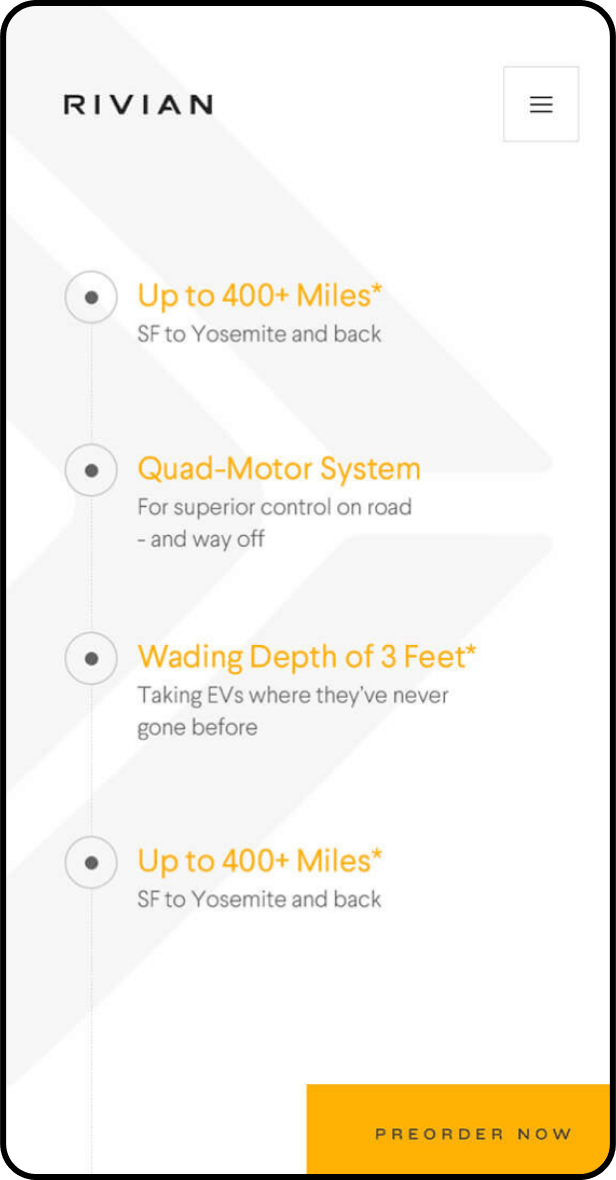 RIVIAN
Up to 400+ Miles*
SF to Yosemite and back
Quad-Motor System
For superior control on road
- and way off
Wading Depth of 3 Feet*
Taking EVs where they've never
gone before
Up to 400+ Miles*
SF to Yosemite and back
PREORDER NOW